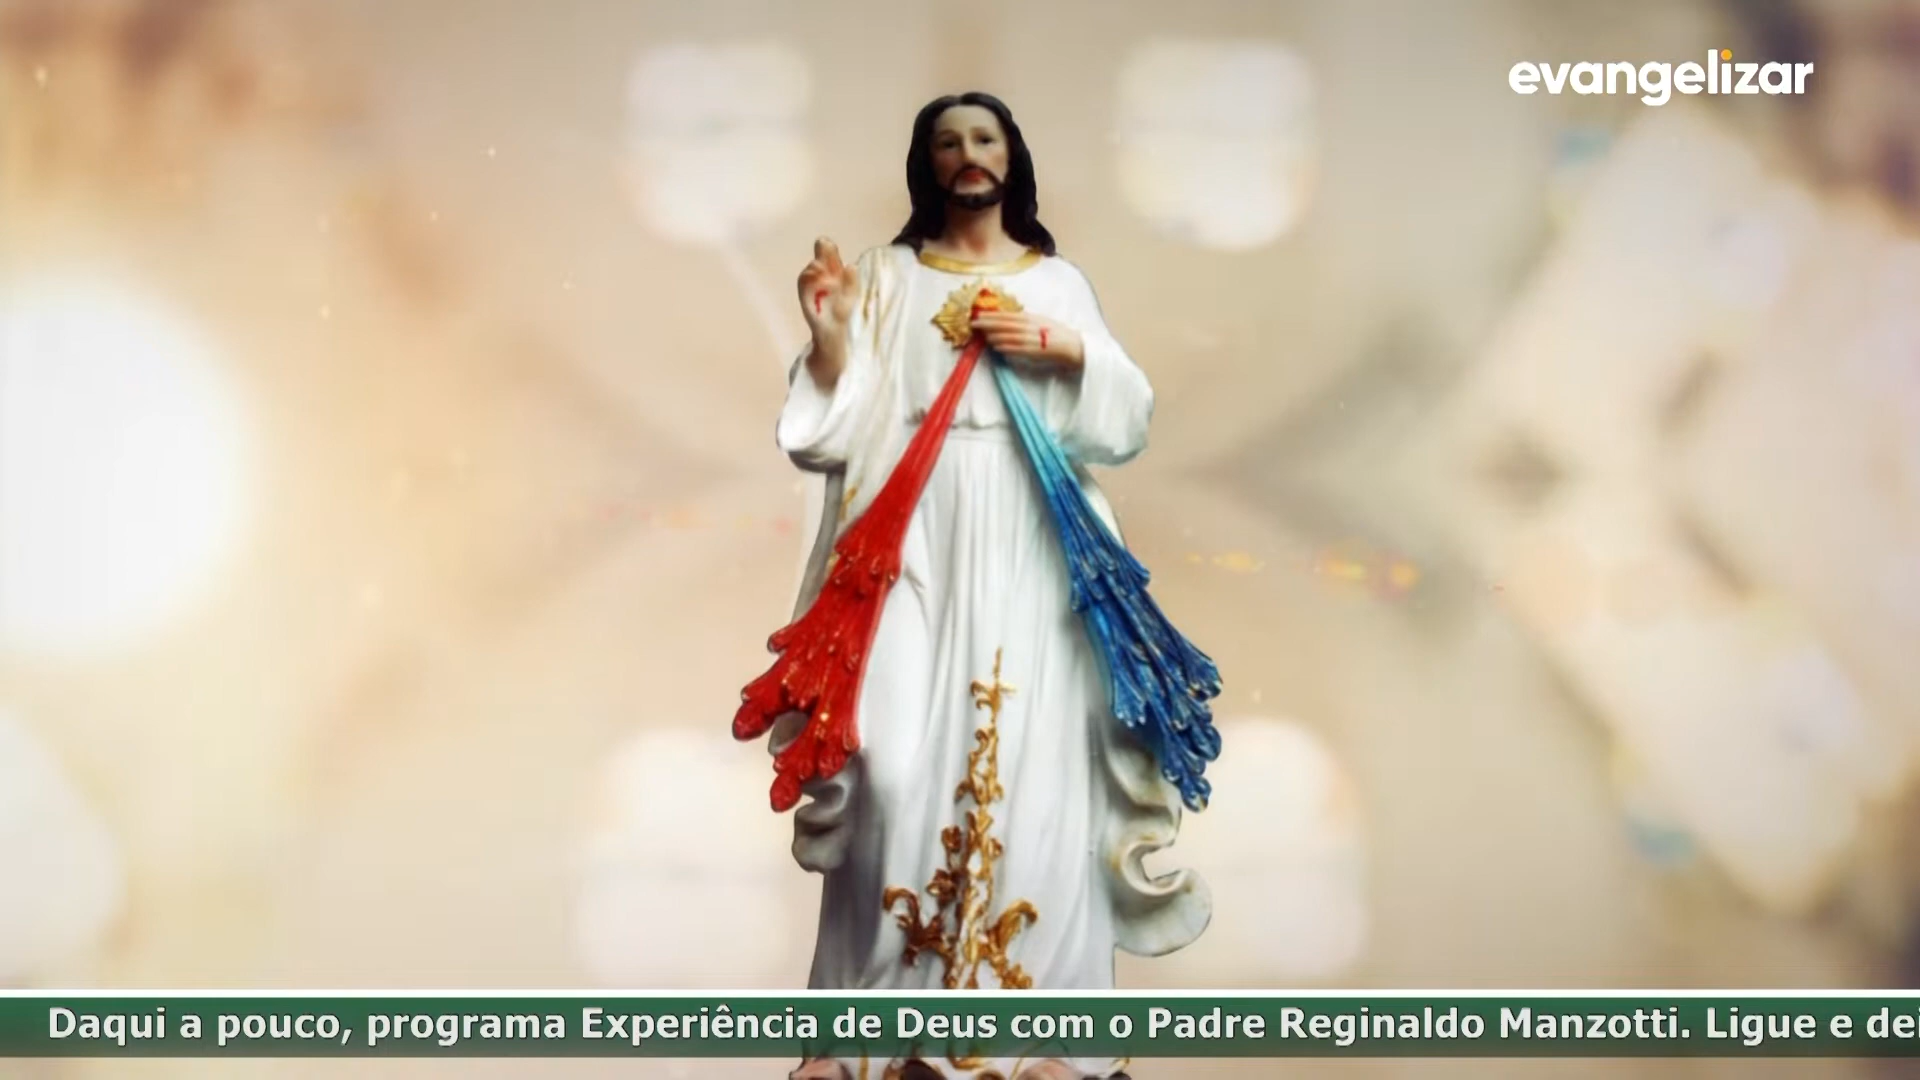 evangelizar
Daqui a pouco, programa Experiência de Deus com o Padre Reginaldo Manzotti. Ligue e